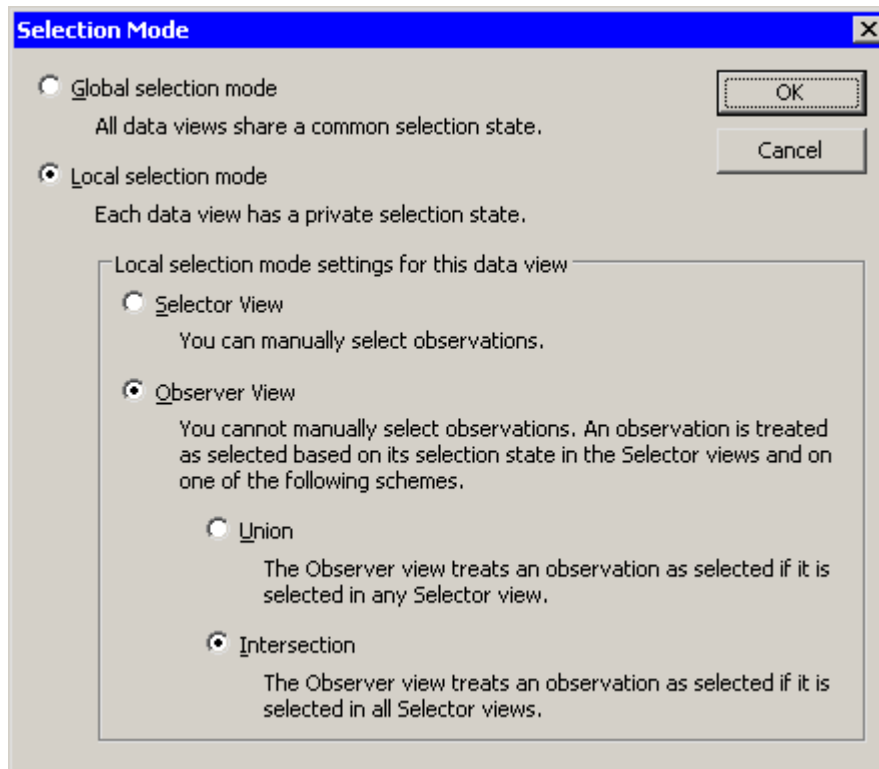 Selection Mode
Global selection mode
OK
All data views share a common selection state.
Cancel
Local selection mode
Each data view has a private selection state.
Local selection mode settings for this data view
Selector View
You can manually select observations.
Observer View
You cannot manually select observations. An observation is treated
as selected based on its selection state in the Selector views and on
one of the following schemes.
Union
The Observer view treats an observation as selected if it is
selected in any Selector view.
Intersection
The Observer view treats an observation as selected if it is
selected in all Selector views.